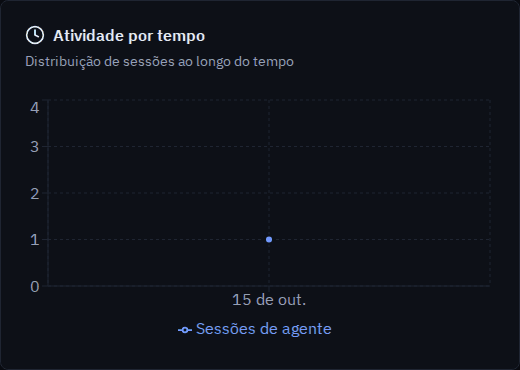 Atividade por tempo
Distribuição de sessões ao longo do tempo
4
3
2
1
0
15 de out.
Sessões de agente